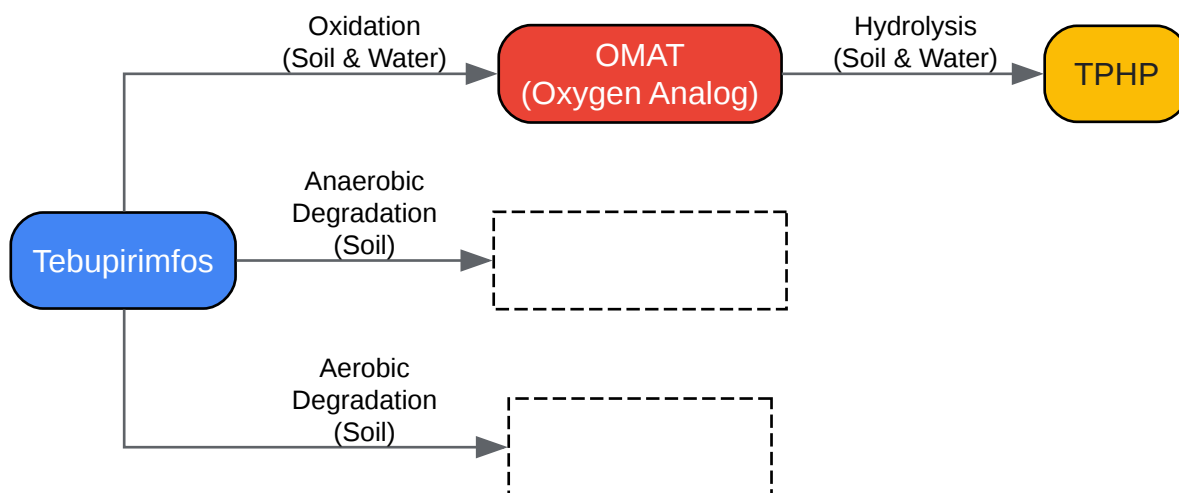 Oxidation
(Soil & Water)
OMAT
(Oxygen Analog)
Hydrolysis
(Soil & Water)
TPHP
Anaerobic
Degradation
(Soil)
Tebupirimfos
Aerobic
Degradation
(Soil)